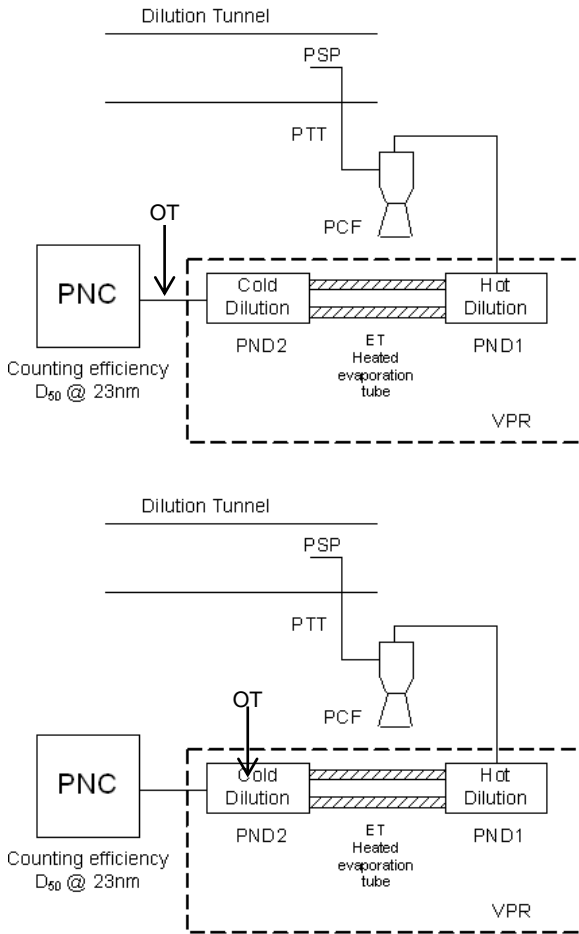 Dilution Tunnel
PSP
PTT
OT
PCF
PNC
Cold
Dilution
Hot
Dilution
PND2
ET
Heated
evaporation
tube
PND1
Counting efficiency
D50 @ 23nm
VPR
Dilution Tunnel
PSP
PTT
OT
PCF
PNC
Cold
Dilution
Hot
Dilution
PND2
ET
Heated
evaporation
tube
PND1
Counting efficiency
D50 @ 23nm
VPR